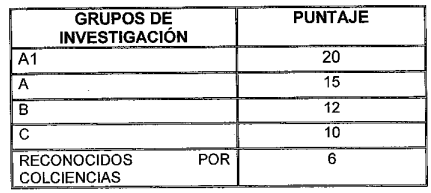 GRUPOS DE PUNTAJE
INVESTIGACIÓN
A1 20
A 15
B 12
C 10
RECONOCIDOS POR 6
COLCIENCIAS